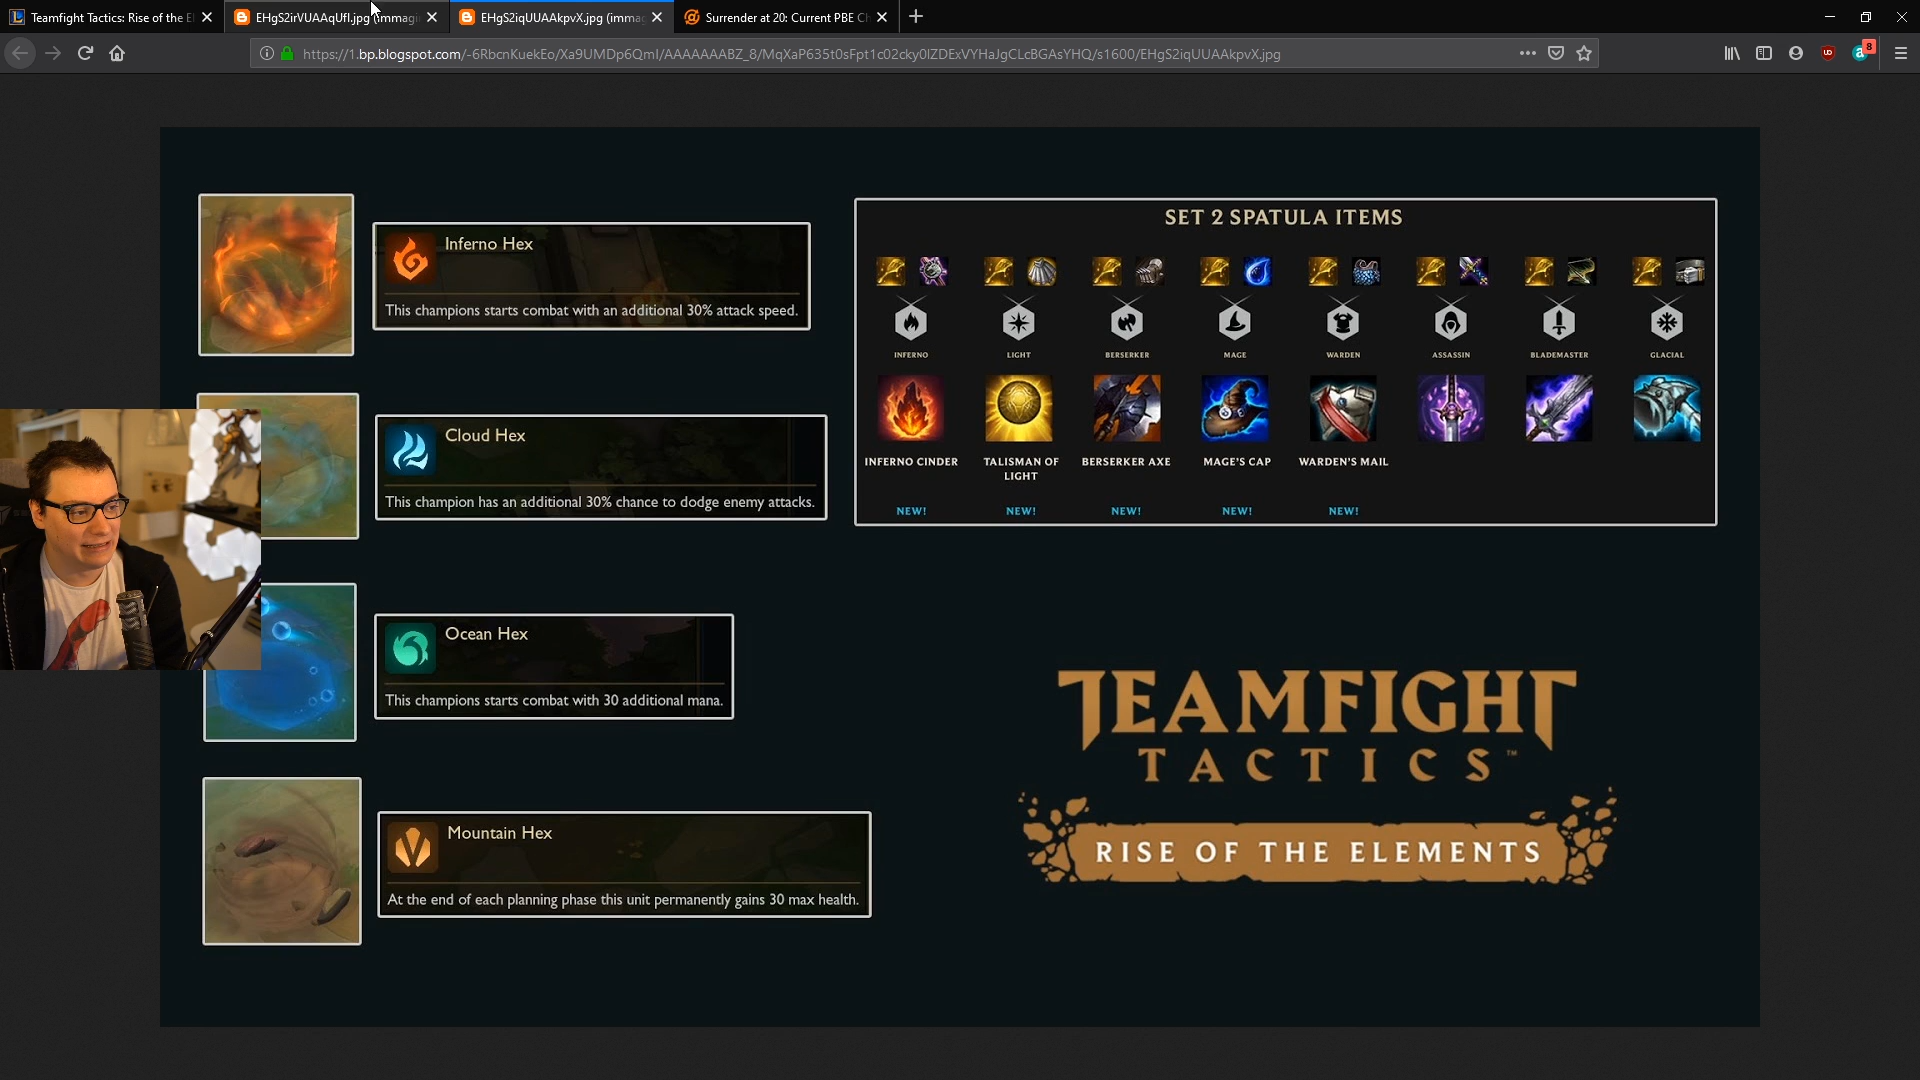 Teamfight Tactics: Rise of the El
EHgS2irVUAAqUfI.jpg (immagi
EHgS2iqUUAAkpvX.jpg (immag
Surrender at 20: Current PBE Ch
https://1.bp.blogspot.com/-6RbcnKuekEo/Xa9UMDp6QmI/AAAAAAABZ_8/MqXaP635t0sFpt1c02cky0lZDExVYHaJgCLcBGAsYHQ/s1600/EHgS2iqUUAAkpvX.jpg
8
Inferno Hex
This champions starts combat with an additional 30% attack speed.
Cloud Hex
This champion has an additional 30% chance to dodge enemy attacks.
Ocean Hex
This champions starts combat with 30 additional mana.
Mountain Hex
At the end of each planning phase this unit permanently gains 30 max health.
SET 2 SPATULA ITEMS
INFERNO LIGHT BERSERKER MAGE WARDEN ASSASSIN BLADEMASTER GLACIAL
INFERNO CINDER TALISMAN OF LIGHT BERSERKER AXE MAGE'S CAP WARDEN'S MAIL
NEW! NEW! NEW! NEW! NEW!
TEAMFIGHT
TACTICS™
RISE OF THE ELEMENTS